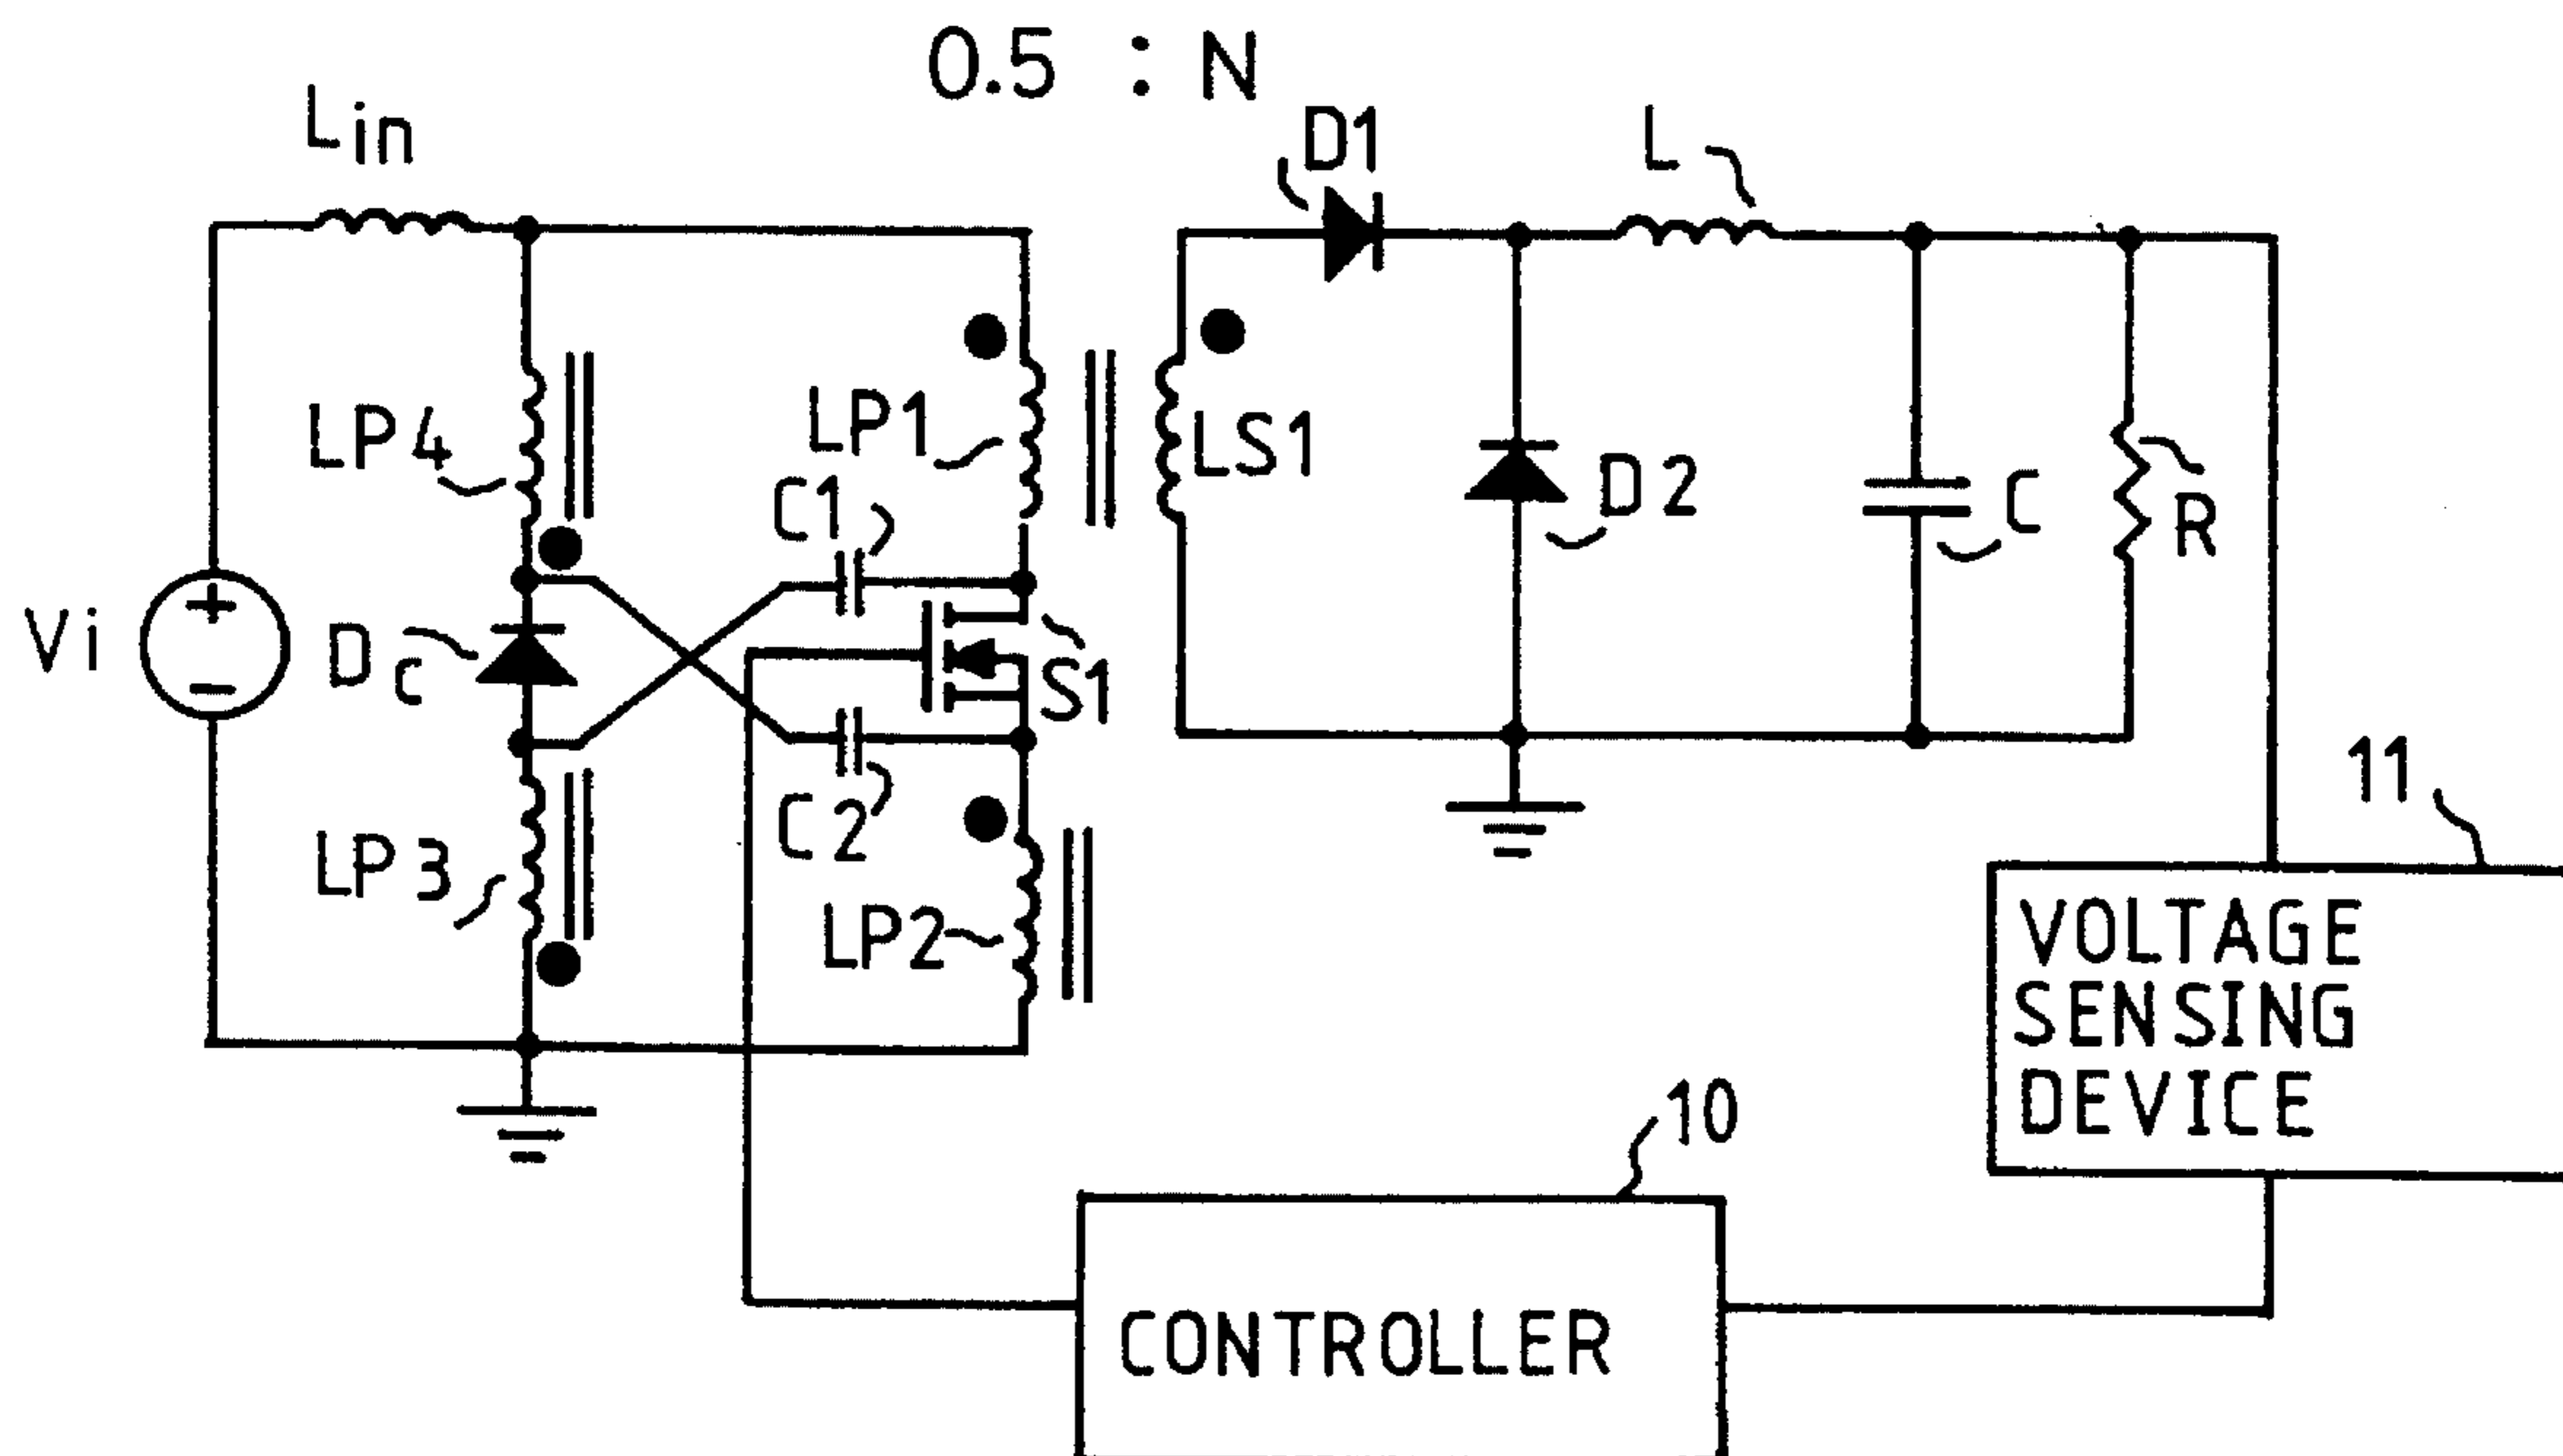 0.5 : N
Lin
D1
L
LP4
LP1
LS1
C1
D2
C
R
Vi
+
−
DC
S1
C2
11
LP3
LP2
VOLTAGE
SENSING
DEVICE
10
CONTROLLER